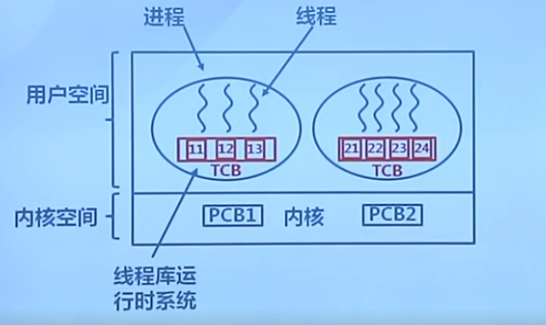 进程
线程
用户空间
11 12 13
TCB
21 22 23 24
TCB
内核空间
PCB1
内核
PCB2
线程库运
行时系统